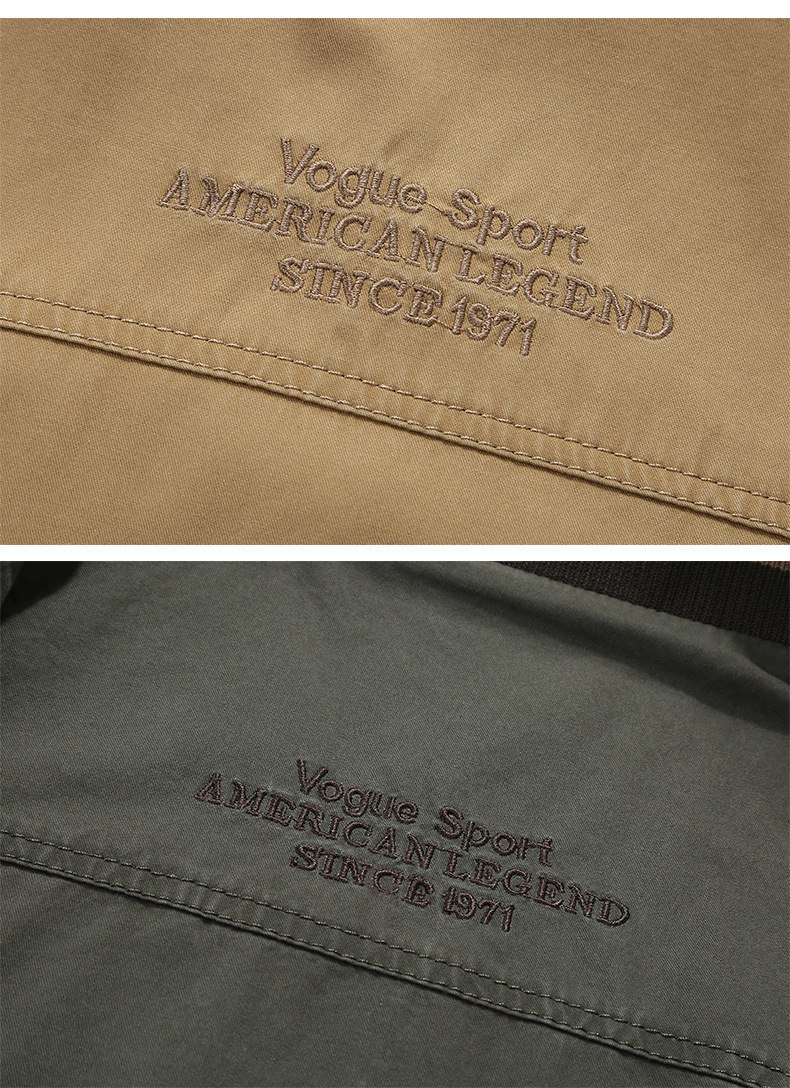 Vogue Sport
AMERICAN LEGEND
SINCE 1971
Vogue Sport
AMERICAN LEGEND
SINCE 1971